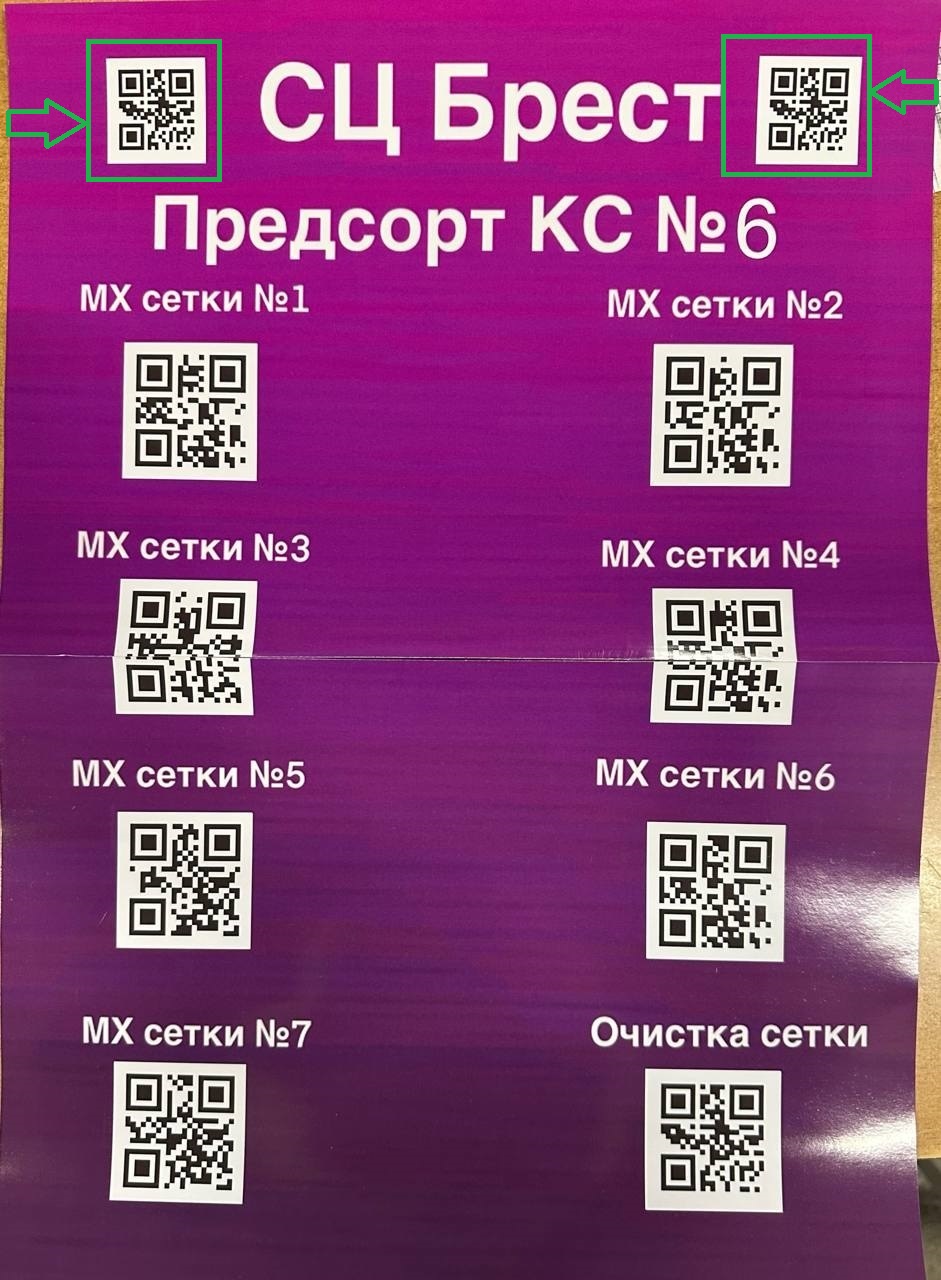 СЦ Брест
Предсорт КС №6
МХ сетки №1
МХ сетки №2
МХ сетки №3
МХ сетки №4
МХ сетки №5
МХ сетки №6
МХ сетки №7
Очистка сетки